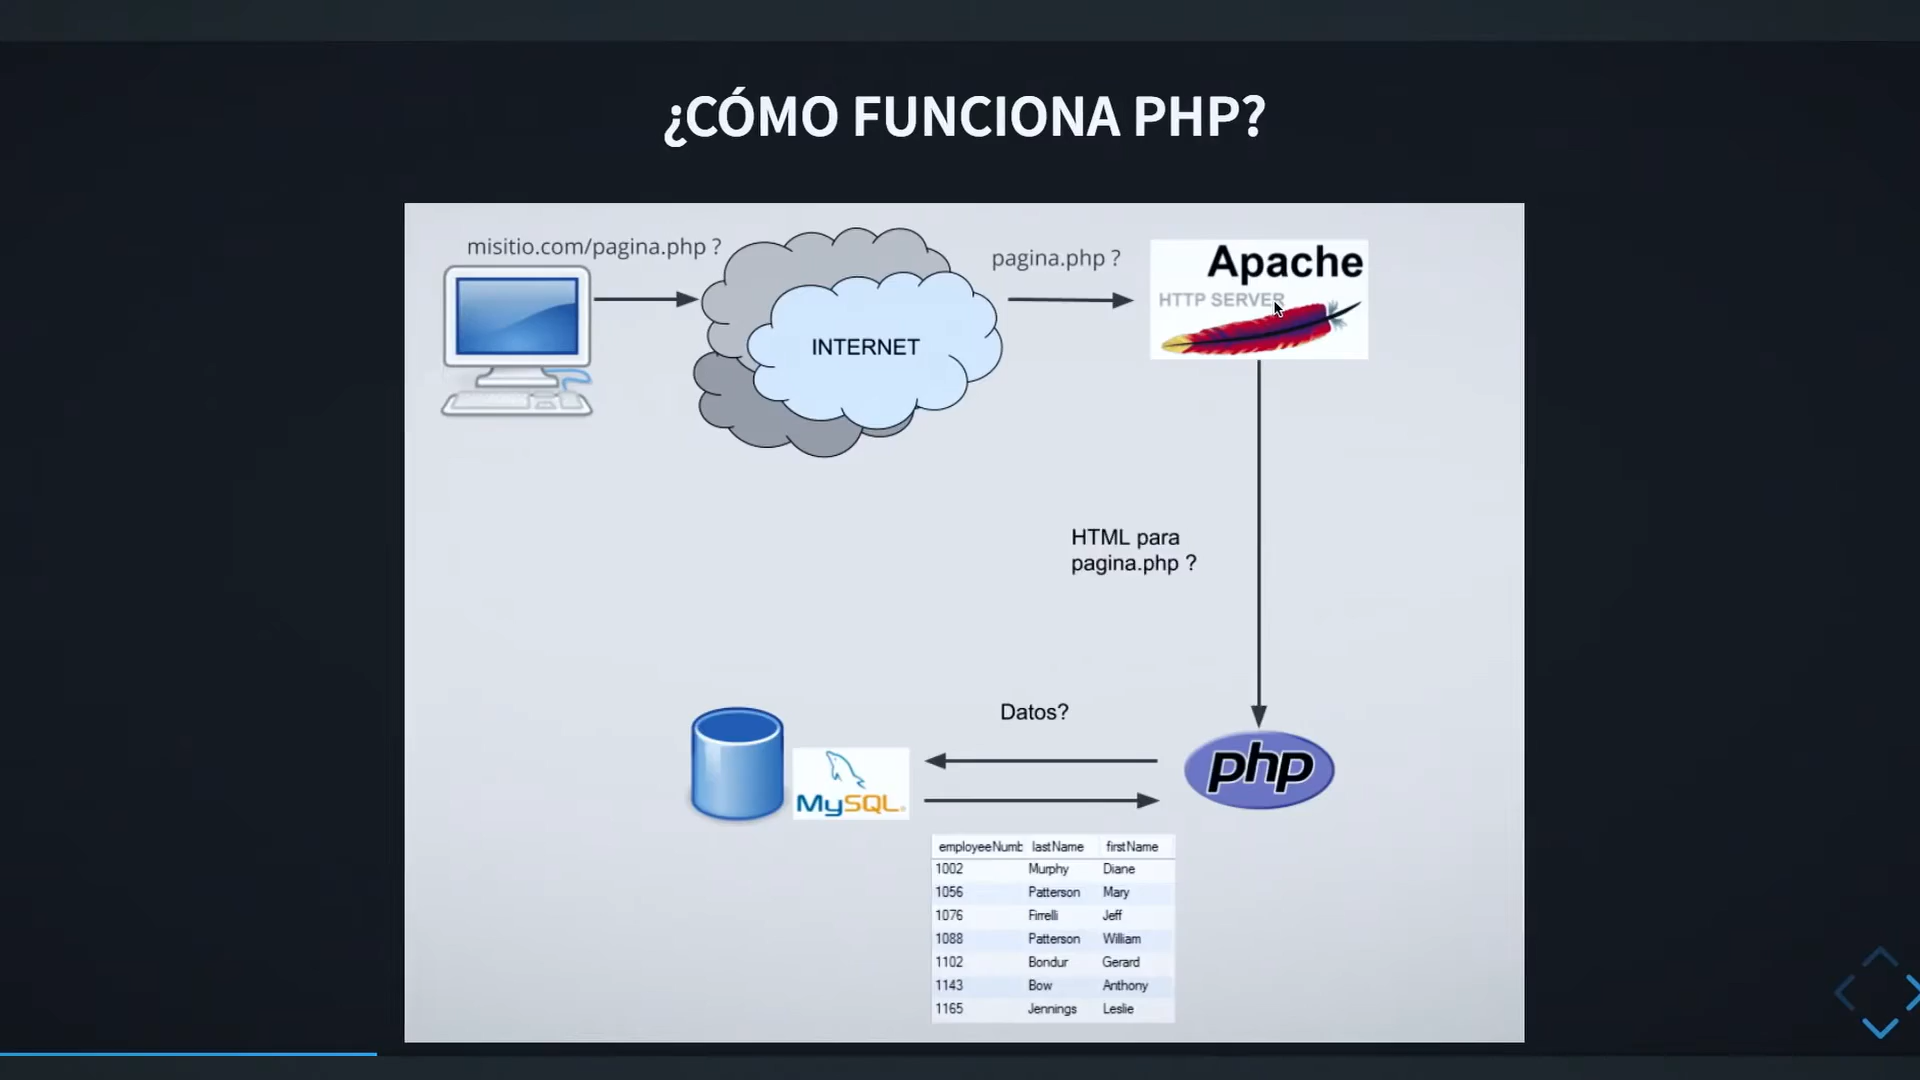 ¿CÓMO FUNCIONA PHP?
misitio.com/pagina.php ?
pagina.php ?
Apache
HTTP SERVER
INTERNET
HTML para
pagina.php ?
Datos?
php
MySQL
employeeNumb lastName firstName
1002 Murphy Diane
1056 Patterson Mary
1076 Firrelli Jeff
1088 Patterson William
1102 Bondur Gerard
1143 Bow Anthony
1165 Jennings Leslie